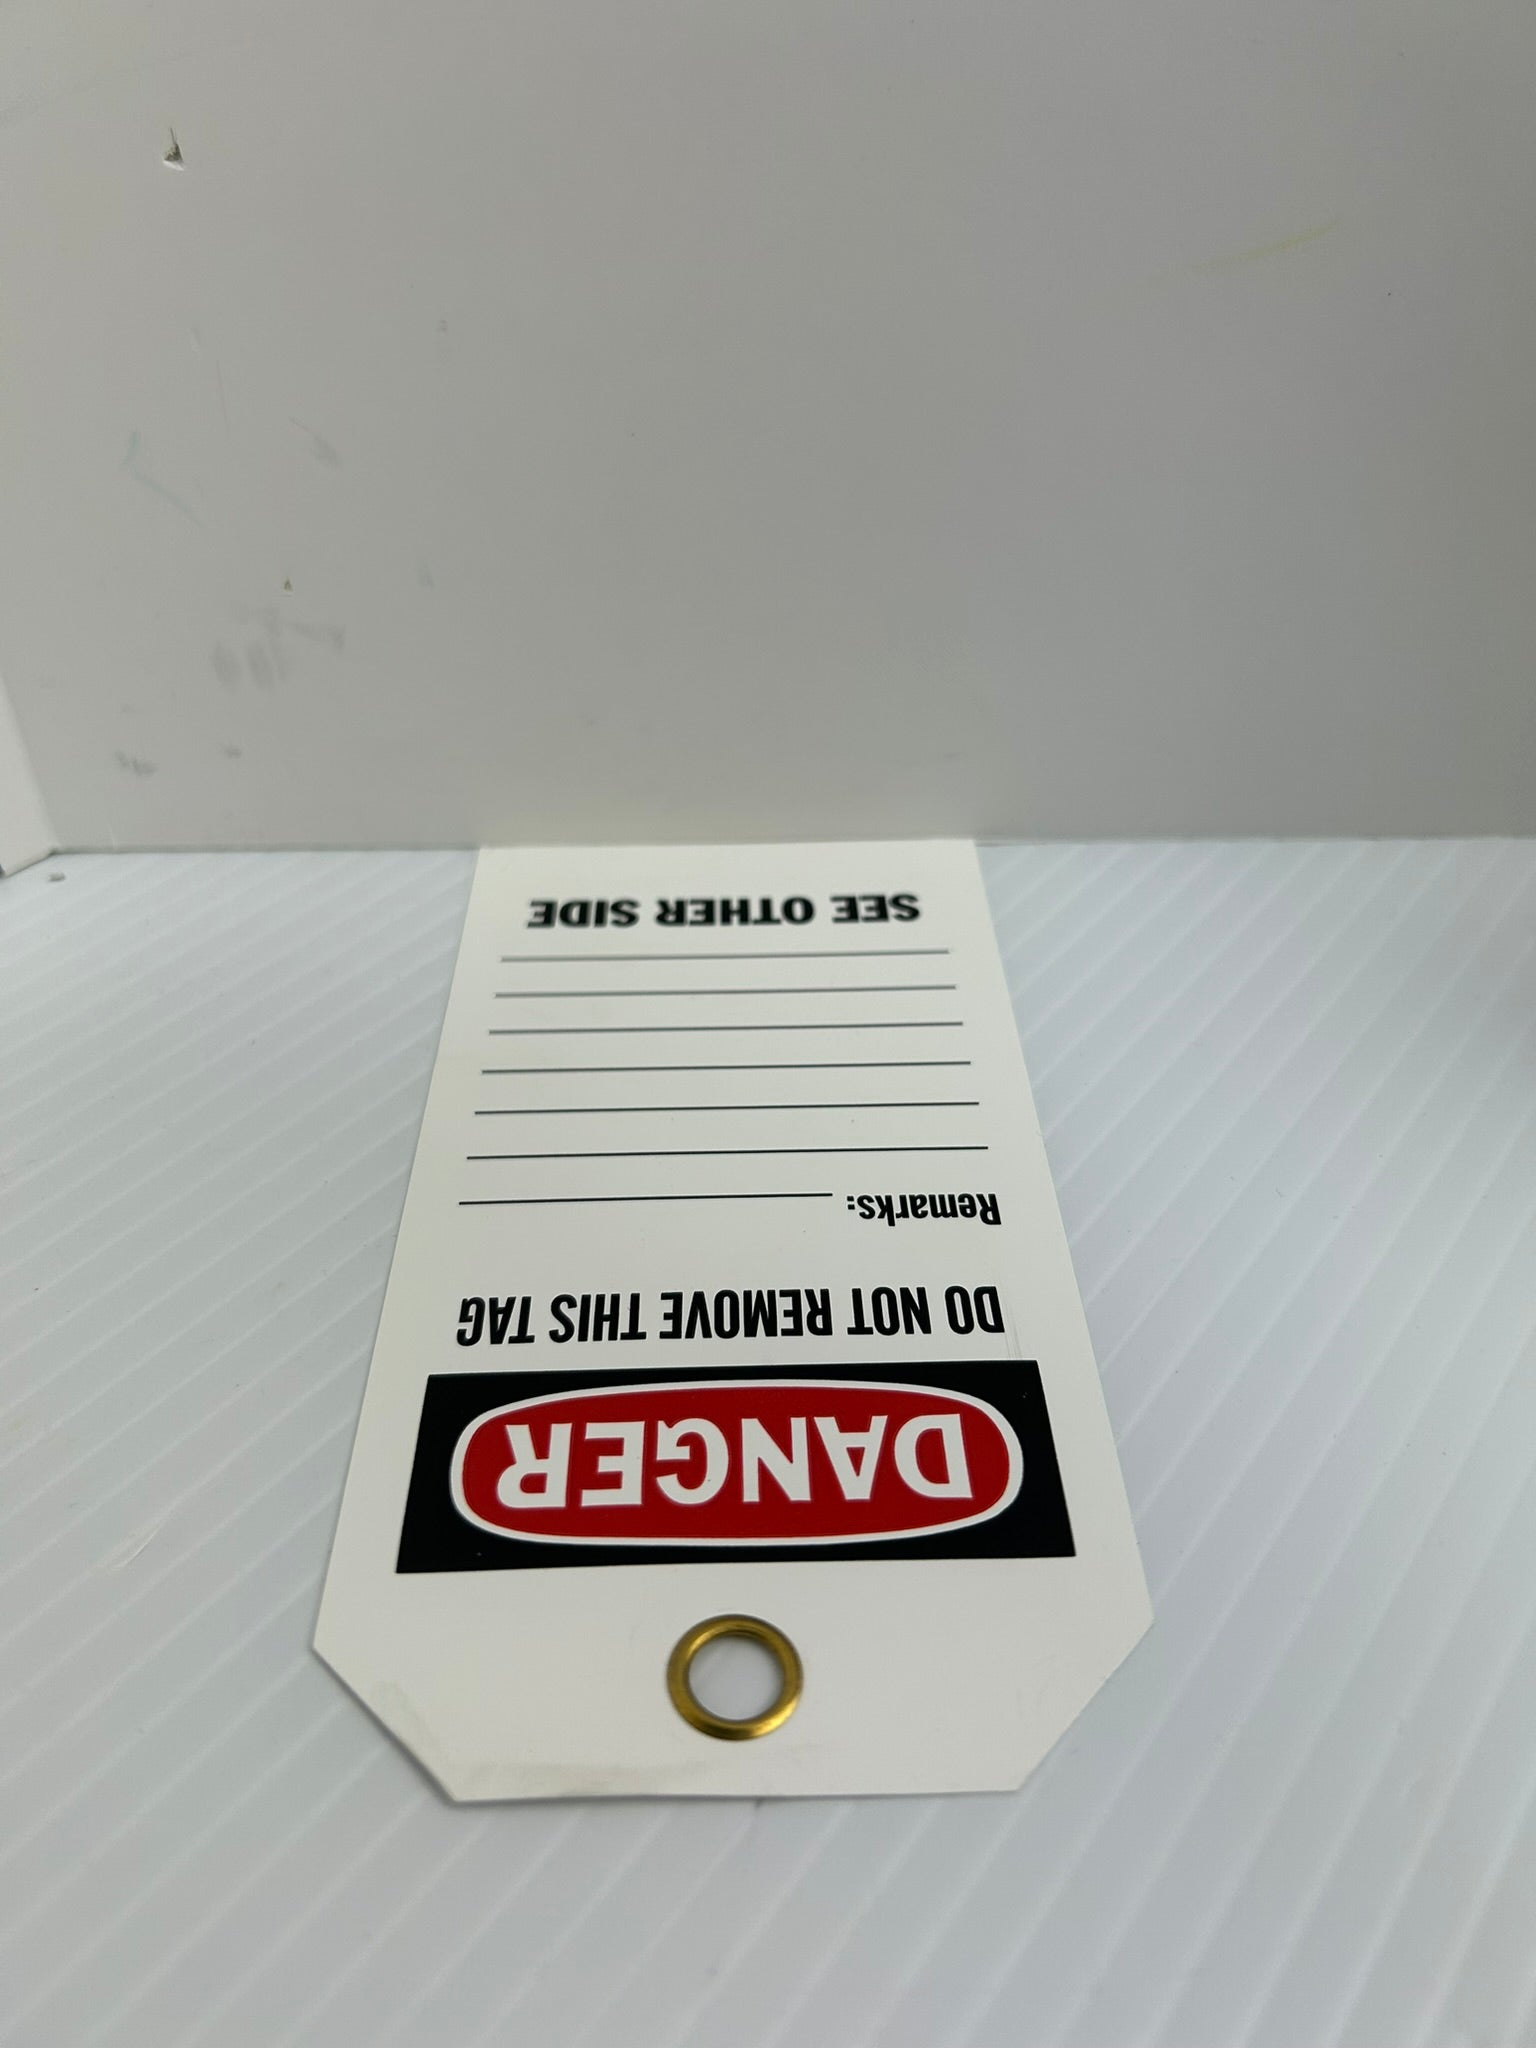 DANGER
DO NOT REMOVE THIS TAG
Remarks:
SEE OTHER SIDE